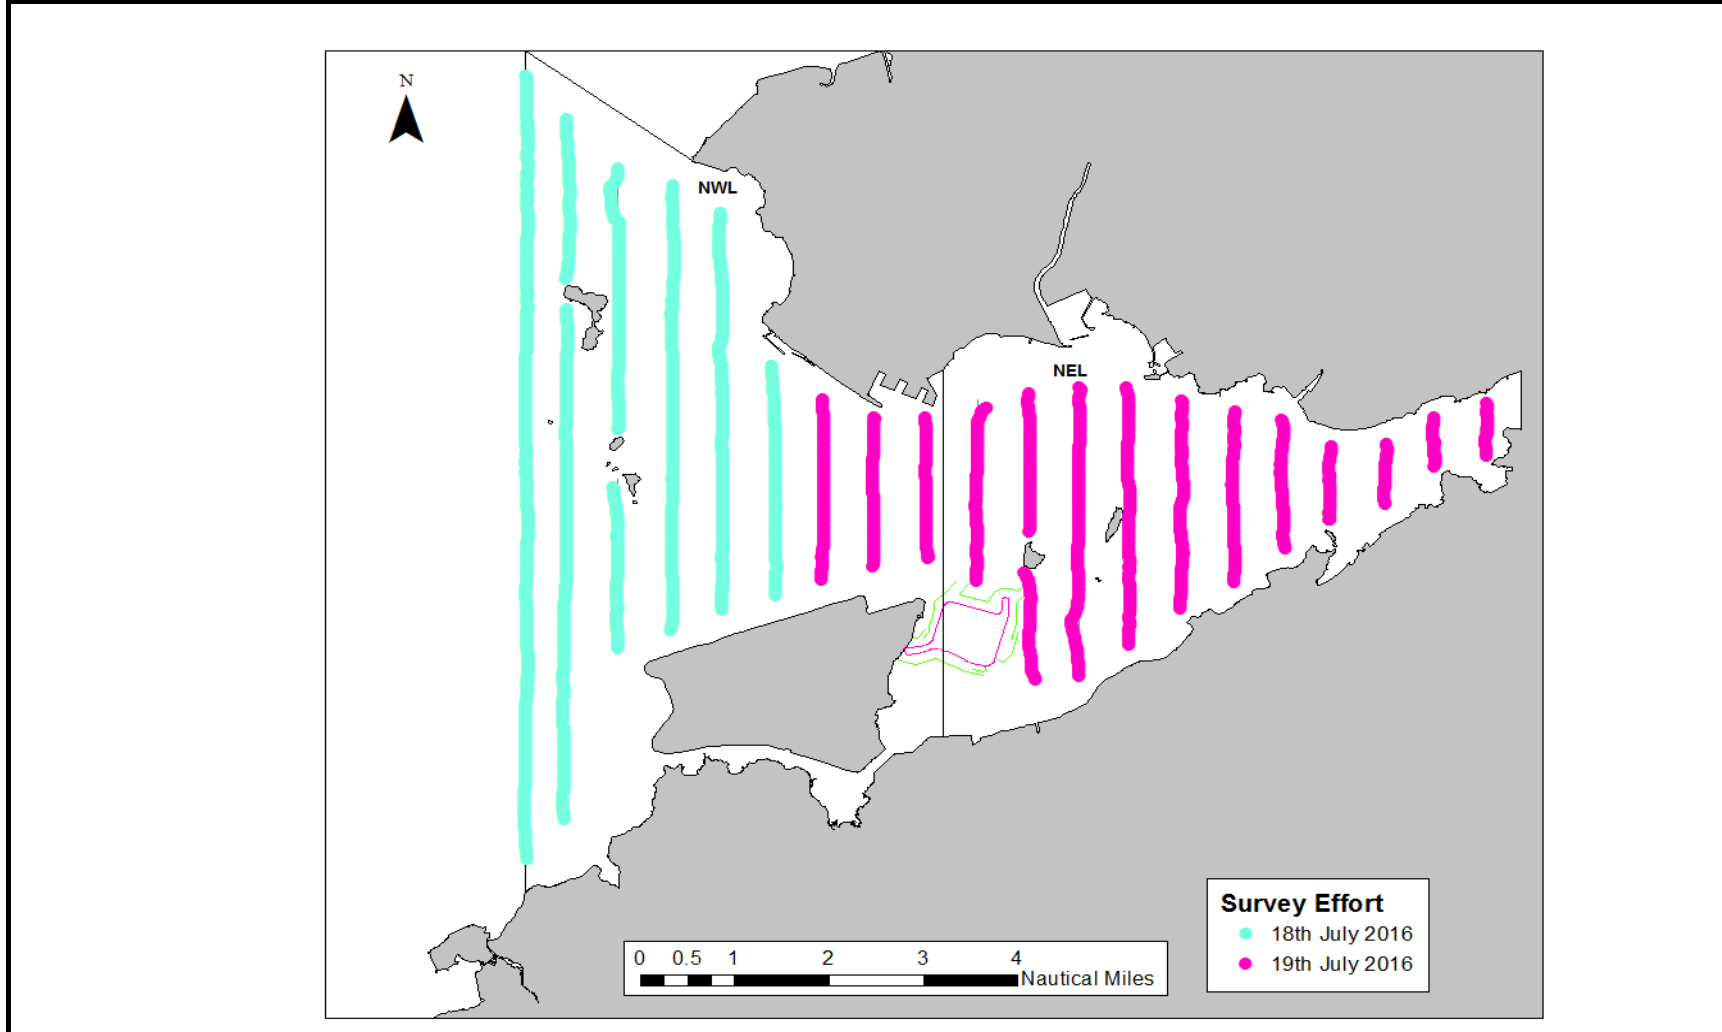 N
NWL
NEL
Survey Effort
18th July 2016
19th July 2016
0 0.5 1 2 3 4
Nautical Miles